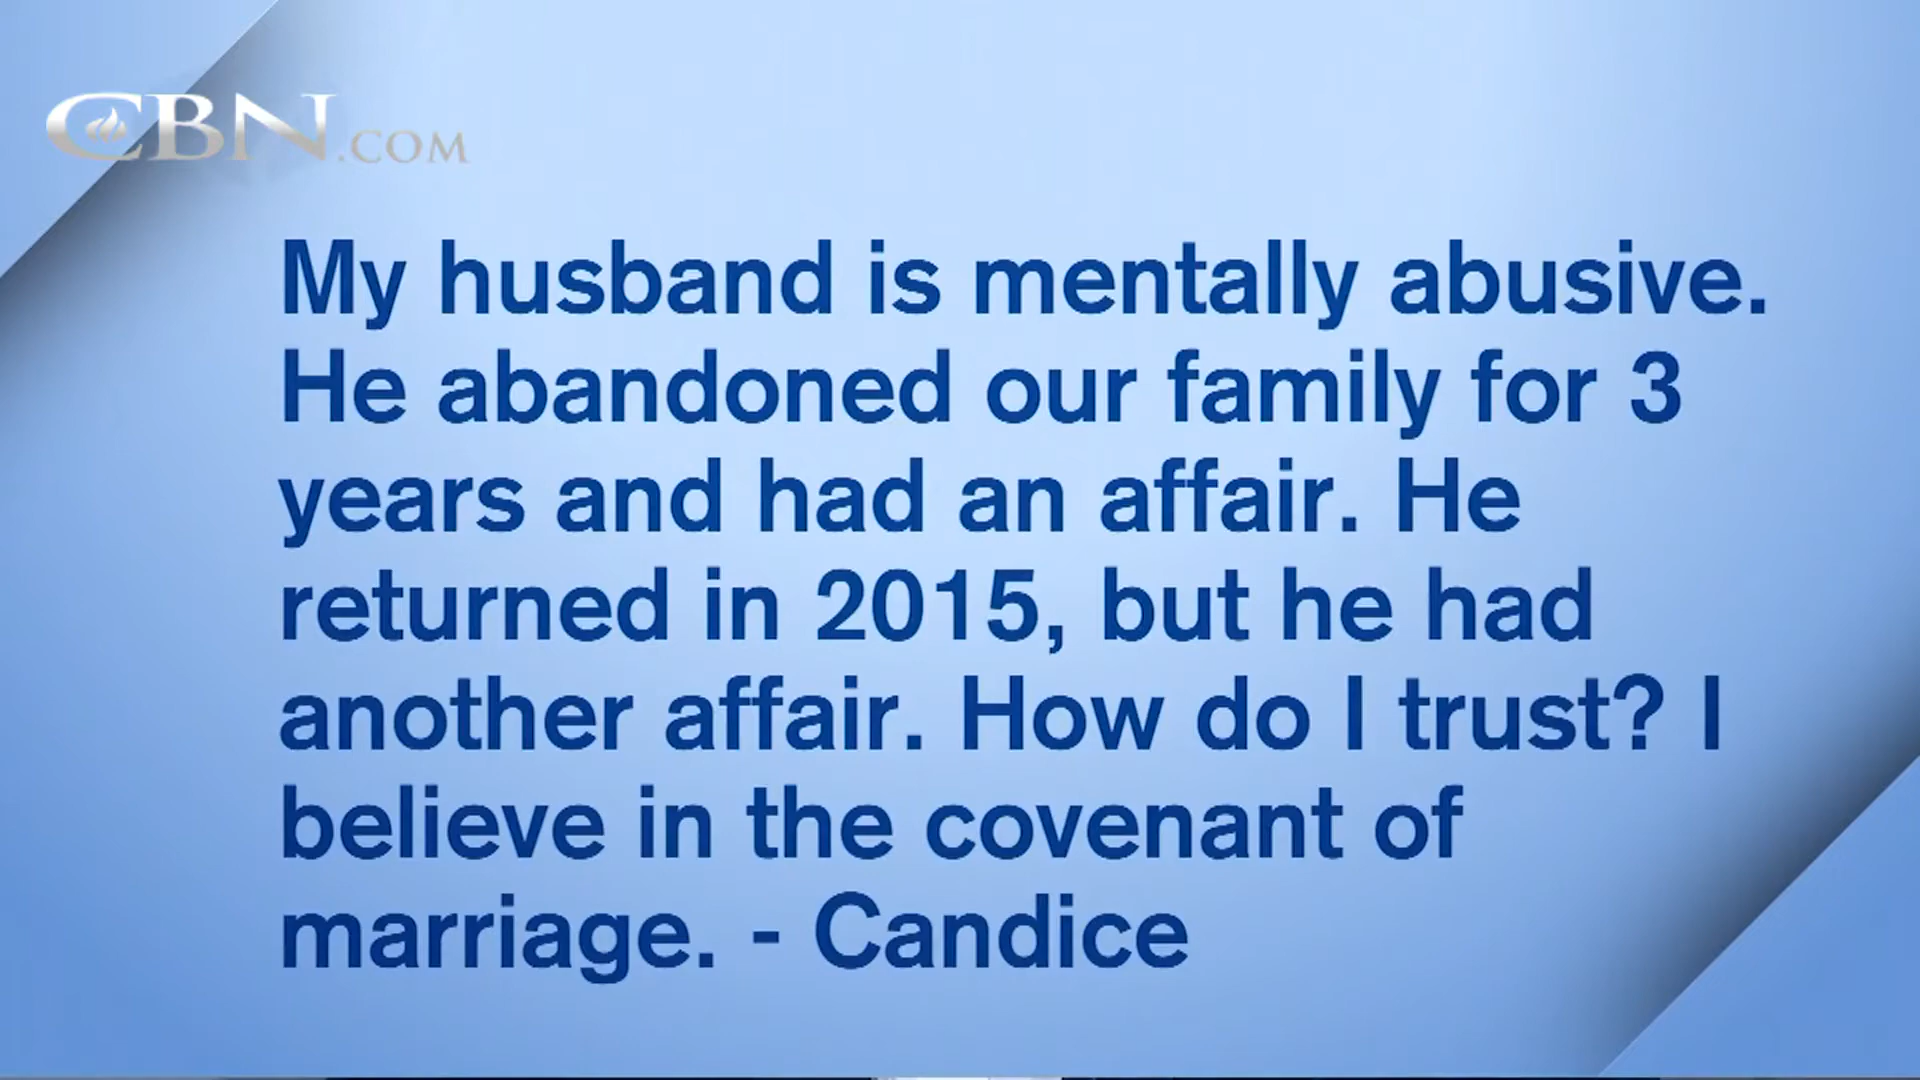 CBN.COM
My husband is mentally abusive.
He abandoned our family for 3
years and had an affair. He
returned in 2015, but he had
another affair. How do I trust? I
believe in the covenant of
marriage. - Candice